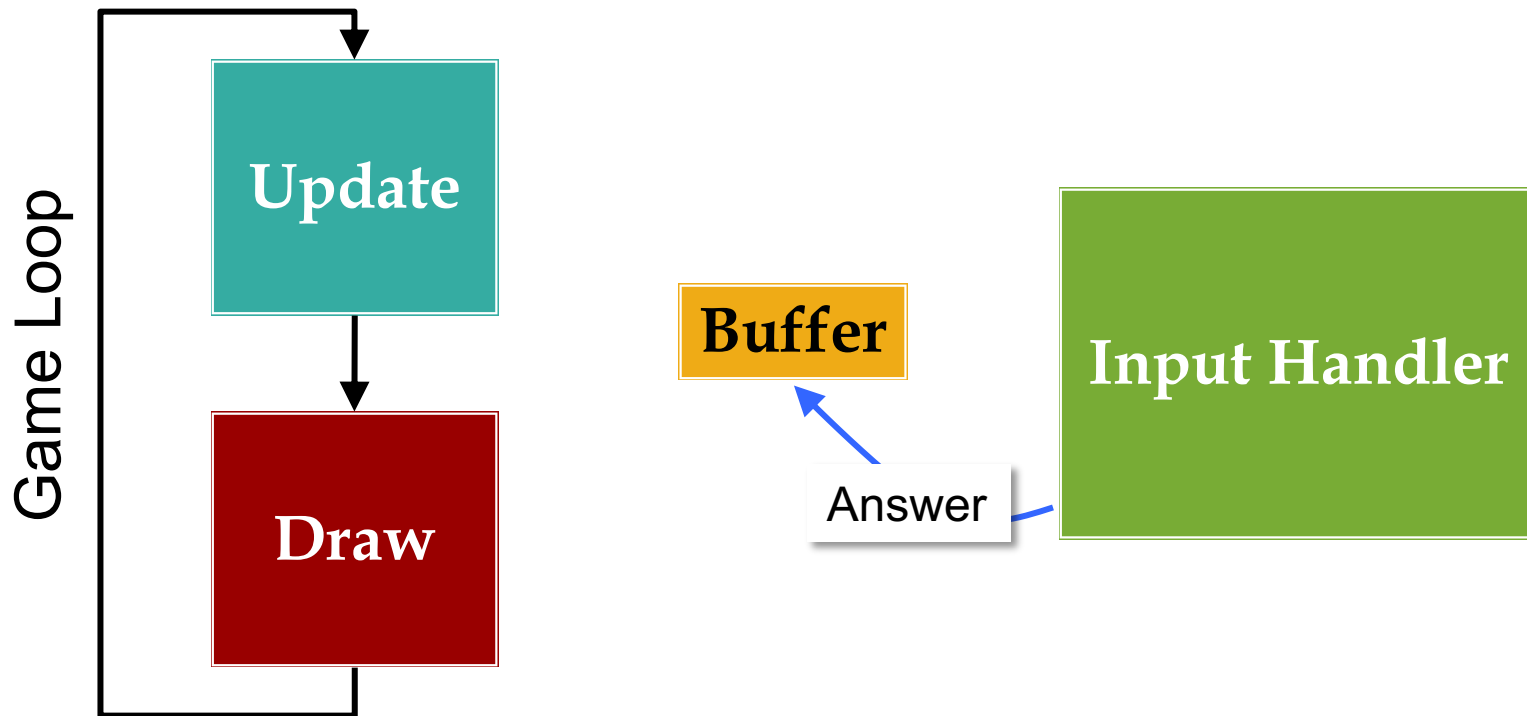 Game Loop
Update
Draw
Buffer
Answer
Input Handler